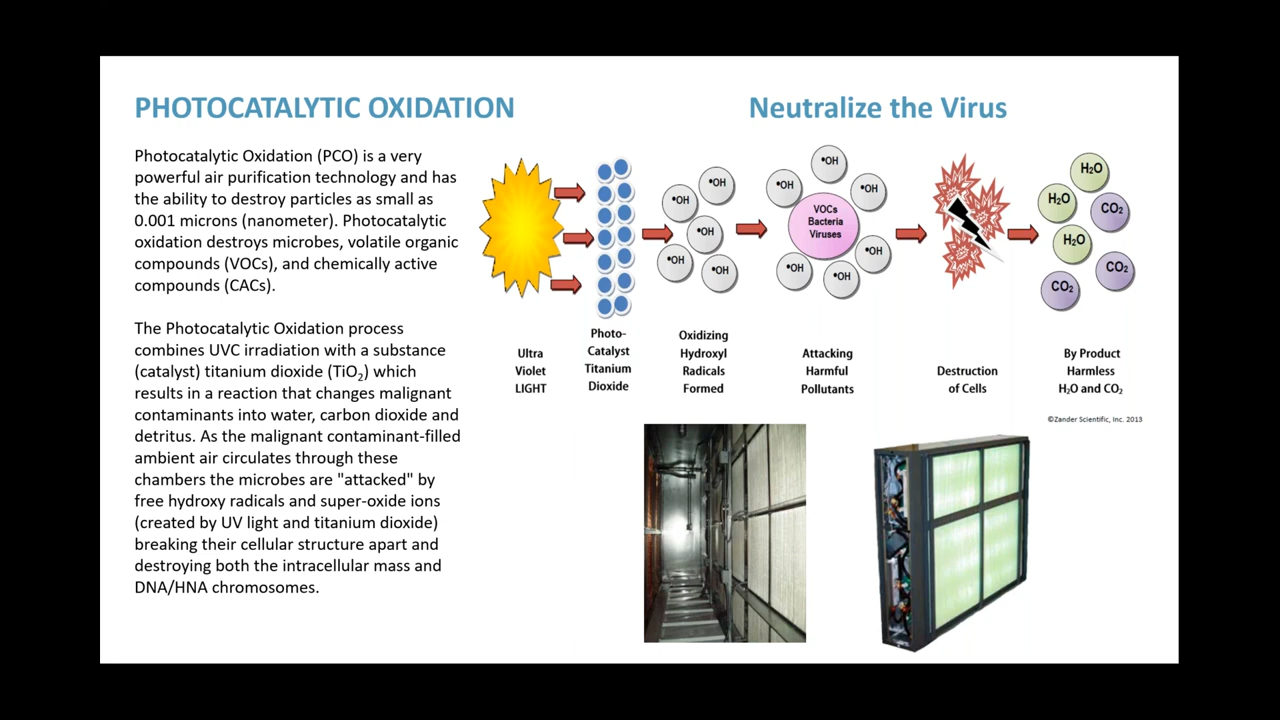 PHOTOCATALYTIC OXIDATION
Neutralize the Virus
Photocatalytic Oxidation (PCO) is a very
powerful air purification technology and has
the ability to destroy particles as small as
0.001 microns (nanometer). Photocatalytic
oxidation destroys microbes, volatile organic
compounds (VOCs), and chemically active
compounds (CACs).
The Photocatalytic Oxidation process
combines UVC irradiation with a substance
(catalyst) titanium dioxide (TiO₂) which
results in a reaction that changes malignant
contaminants into water, carbon dioxide and
detritus. As the malignant contaminant-filled
ambient air circulates through these
chambers the microbes are "attacked" by
free hydroxy radicals and super-oxide ions
(created by UV light and titanium dioxide)
breaking their cellular structure apart and
destroying both the intracellular mass and
DNA/HNA chromosomes.
•OH
•OH
•OH
•OH
•OH
•OH
•OH
•OH
•OH
•OH
•OH
VOCs
Bacteria
Viruses
H₂O
H₂O
CO₂
H₂O
CO₂
CO₂
Ultra
Violet
LIGHT
Photo-
Catalyst
Titanium
Dioxide
Oxidizing
Hydroxyl
Radicals
Formed
Attacking
Harmful
Pollutants
Destruction
of Cells
By Product
Harmless
H₂O and CO₂
©Zander Scientific, Inc. 2013